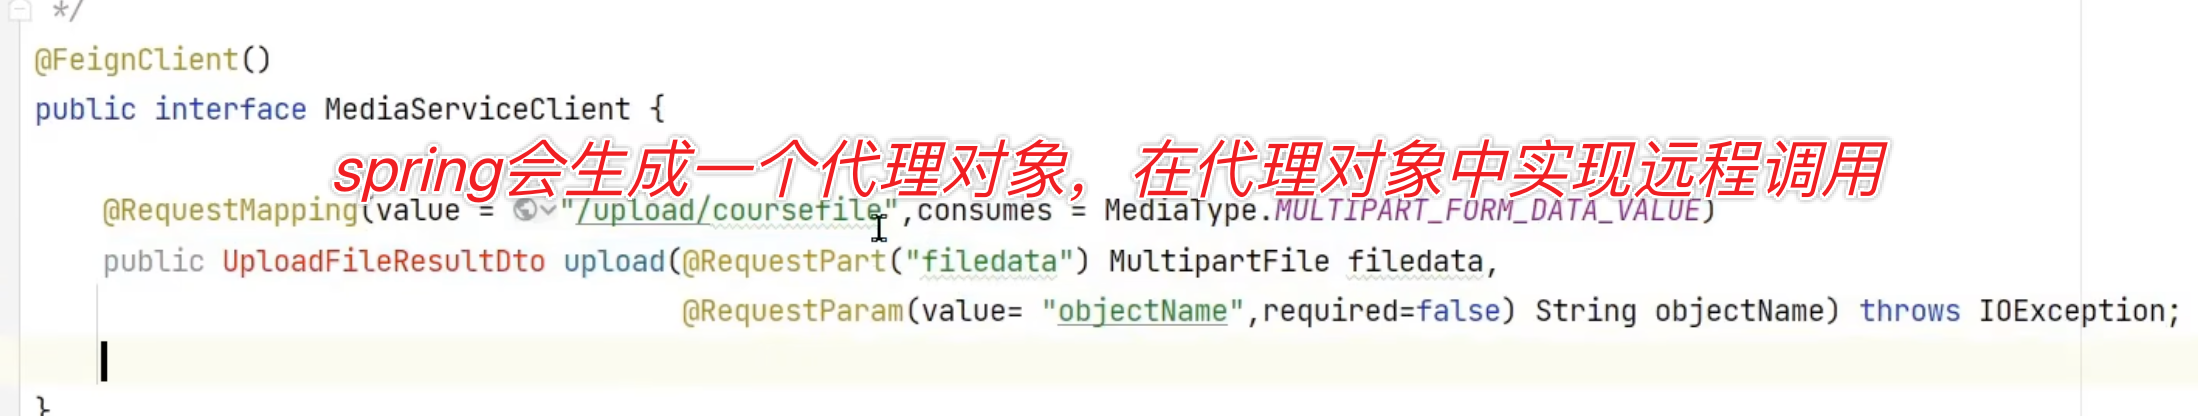 */
@FeignClient()
public interface MediaServiceClient {
spring会生成一个代理对象，在代理对象中实现远程调用
@RequestMapping(value = "/upload/coursefile",consumes = MediaType.MULTIPART_FORM_DATA_VALUE)
public UploadFileResultDto upload(@RequestPart("filedata") MultipartFile filedata,
@RequestParam(value= "objectName",required=false) String objectName) throws IOException;
}